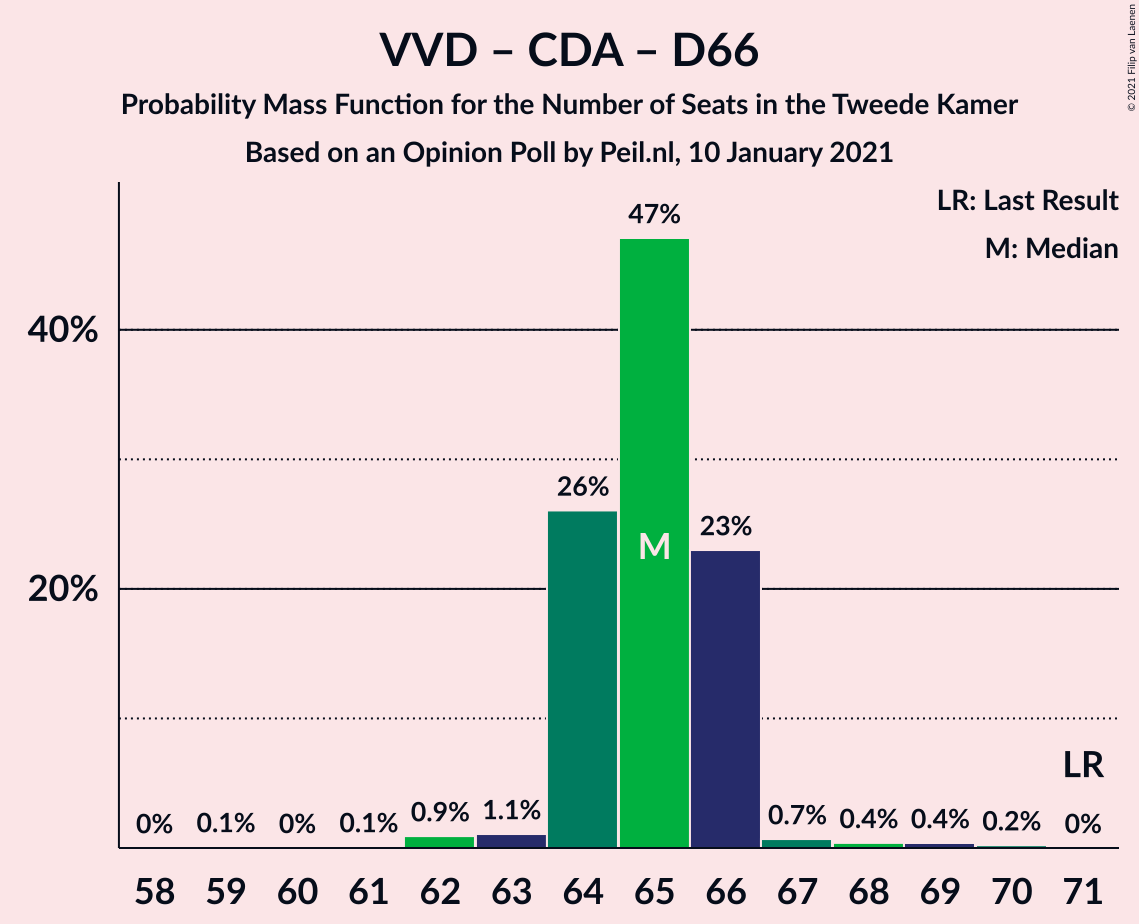 VVD – CDA – D66
Probability Mass Function for the Number of Seats in the Tweede Kamer
Based on an Opinion Poll by Peil.nl, 10 January 2021
© 2021 Filip van Laenen
LR: Last Result
M: Median
40%
20%
0%
0.1%
0%
0.1%
0.9%
1.1%
26%
47%
M
23%
0.7%
0.4%
0.4%
0.2%
LR
0%
58 59 60 61 62 63 64 65 66 67 68 69 70 71